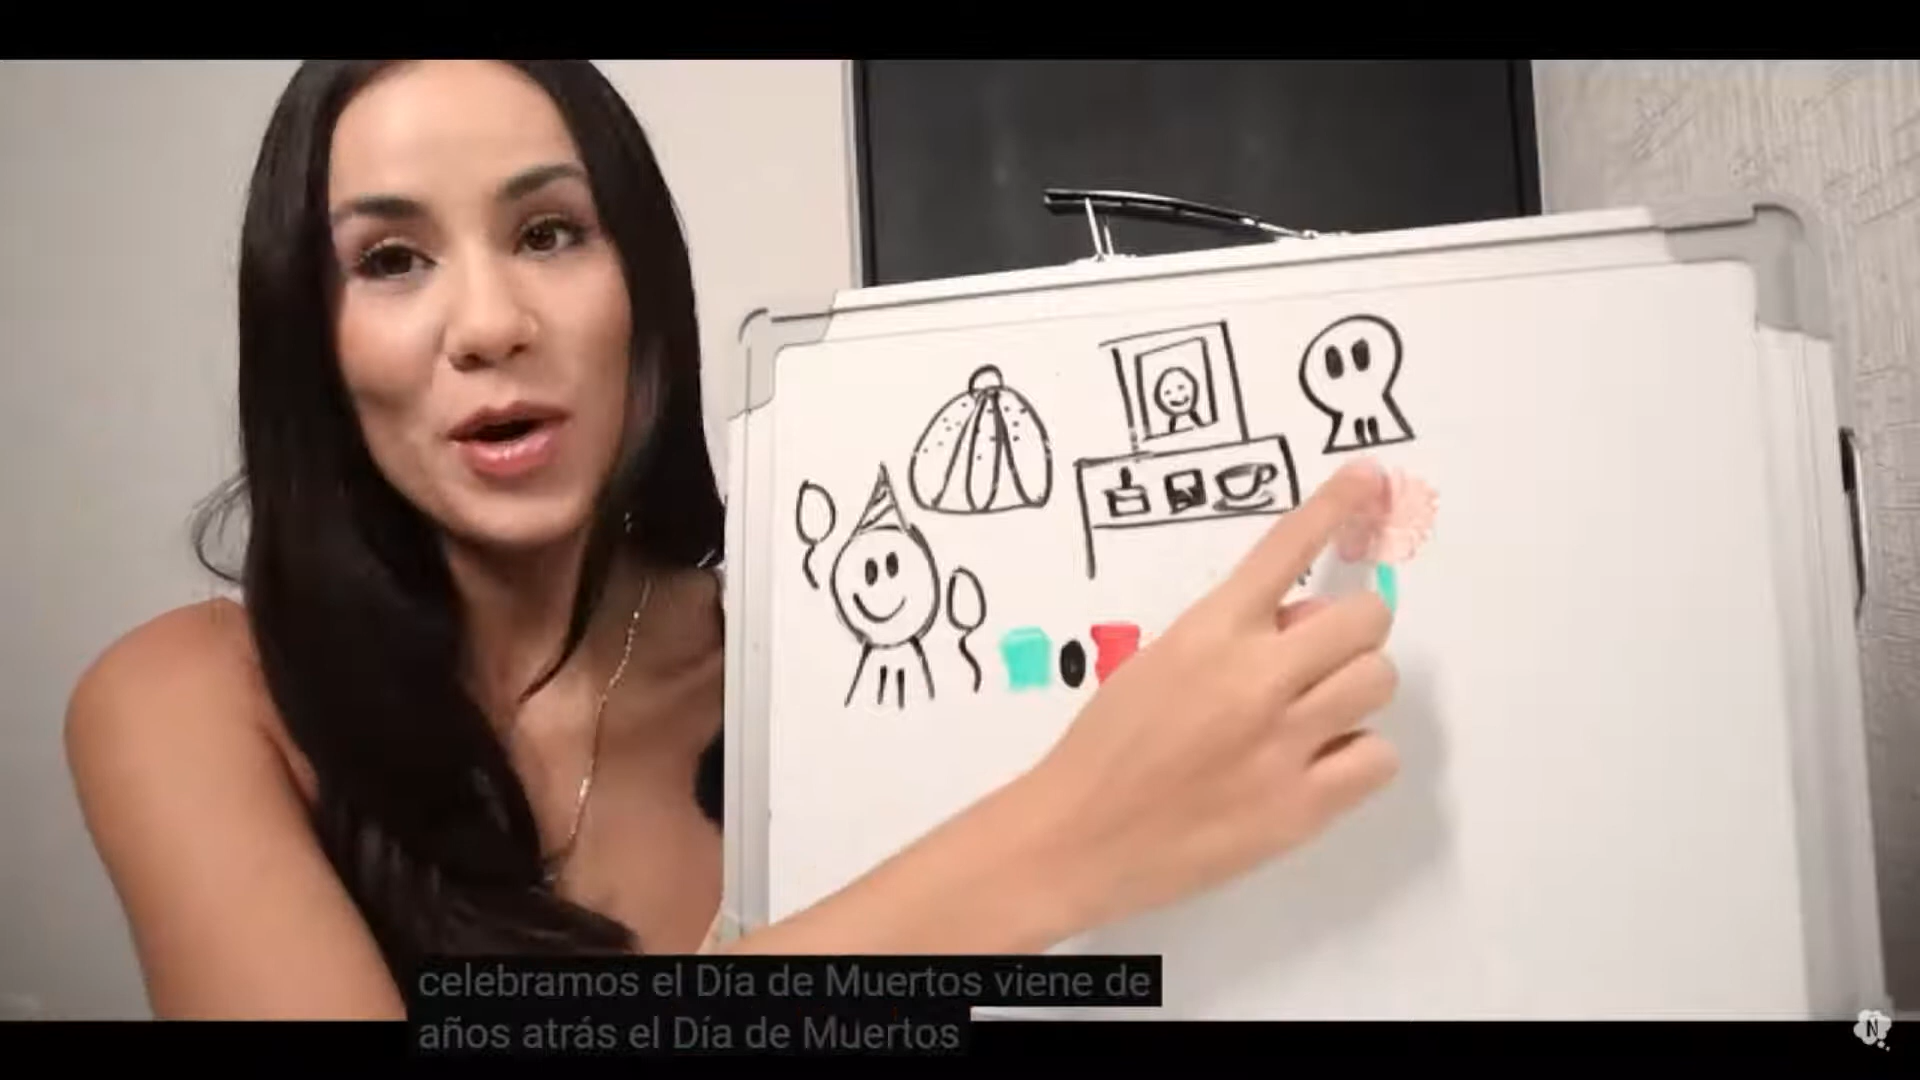 celebramos el Día de Muertos viene de
años atrás el Día de Muertos
Ñ